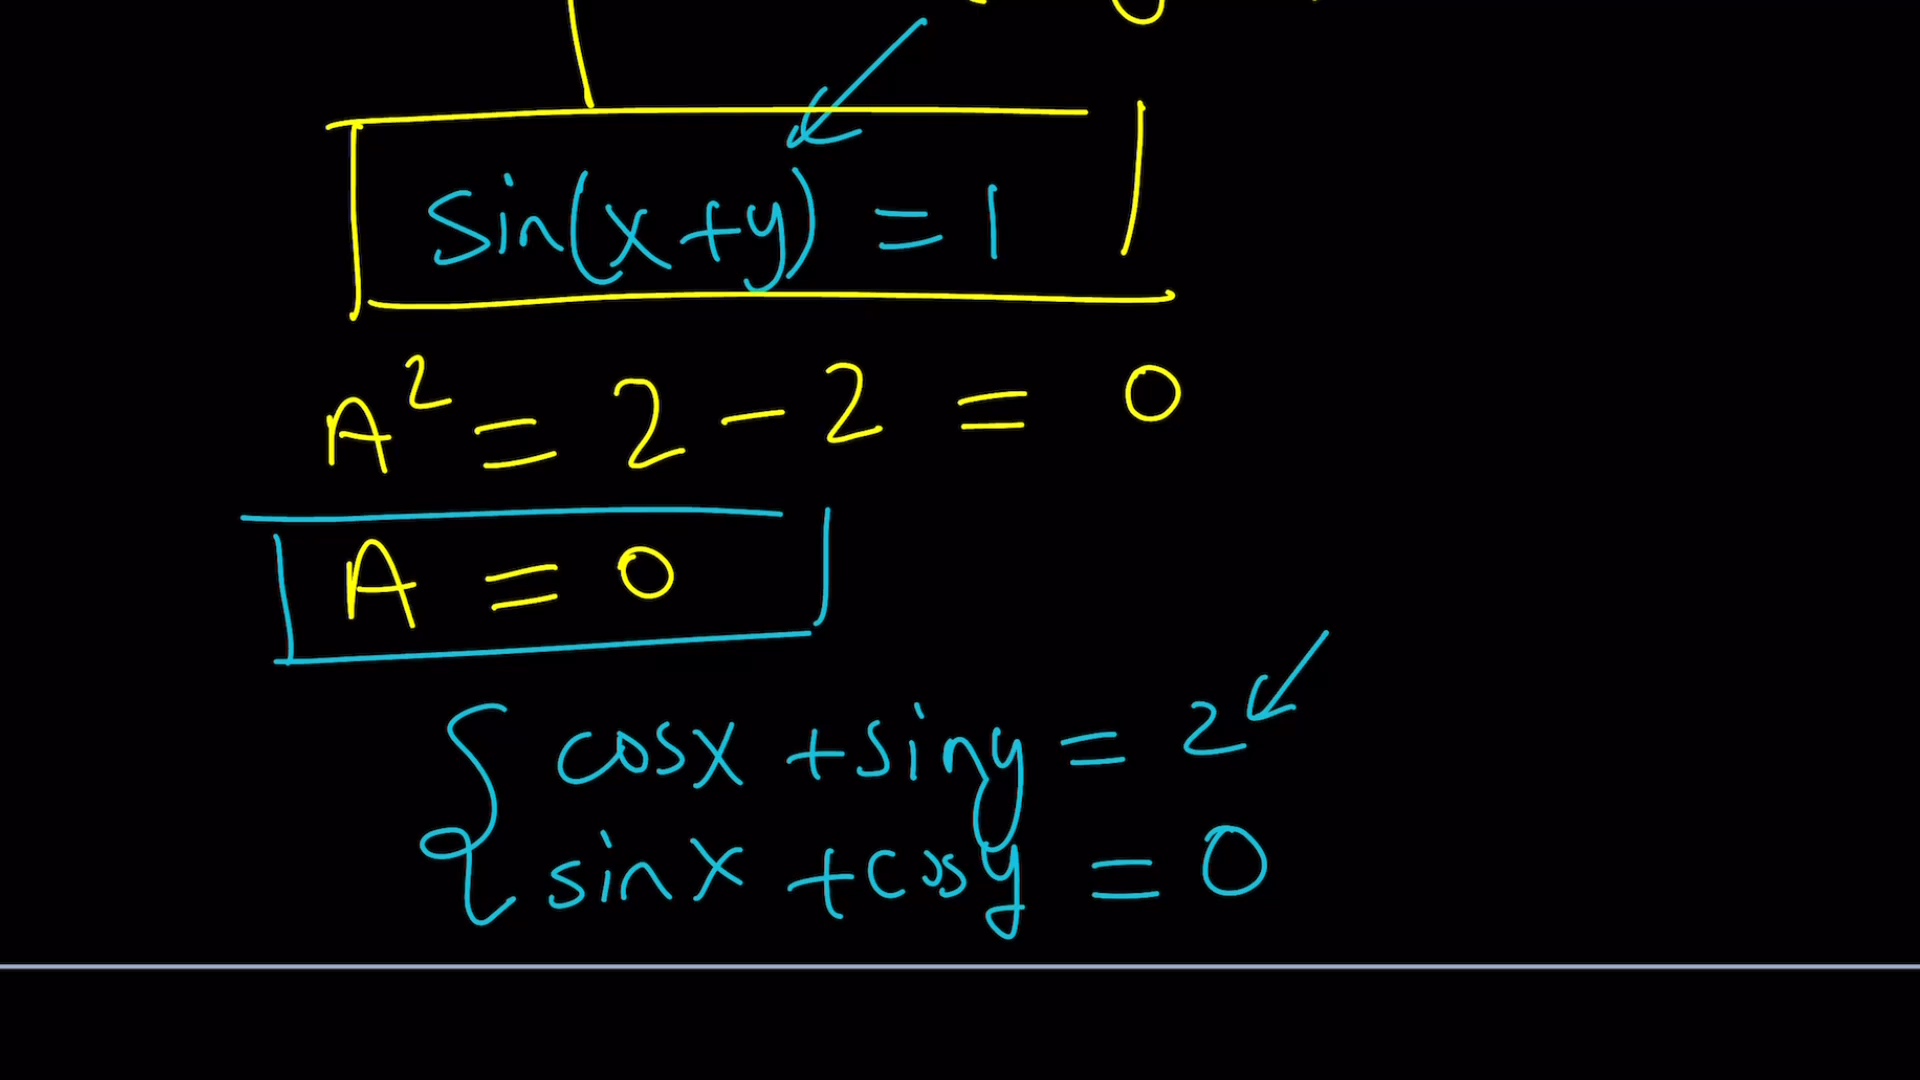 sin(x+y) = 1
A² = 2 - 2 = 0
A = 0
cosx + siny = 2
sinx + cosy = 0